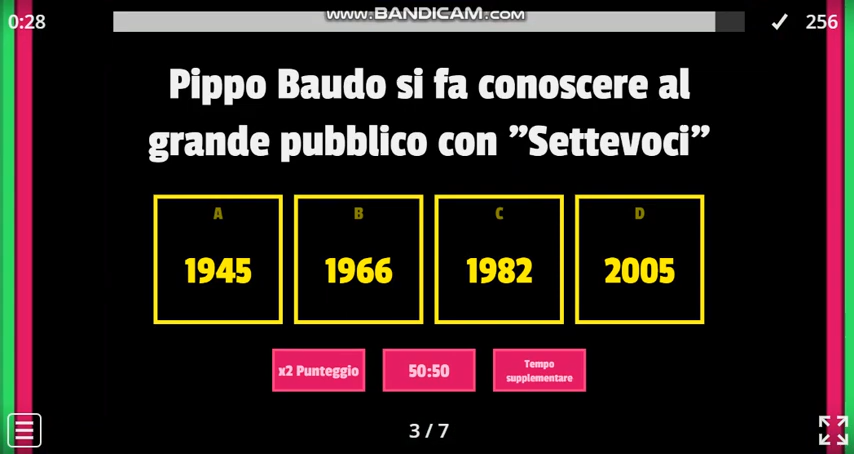 www.BANDICAM.com
0:28
256
Pippo Baudo si fa conoscere al
grande pubblico con ”Settevoci”
A
B
C
D
1945
1966
1982
2005
x2 Punteggio
50:50
Tempo
supplementare
3 / 7